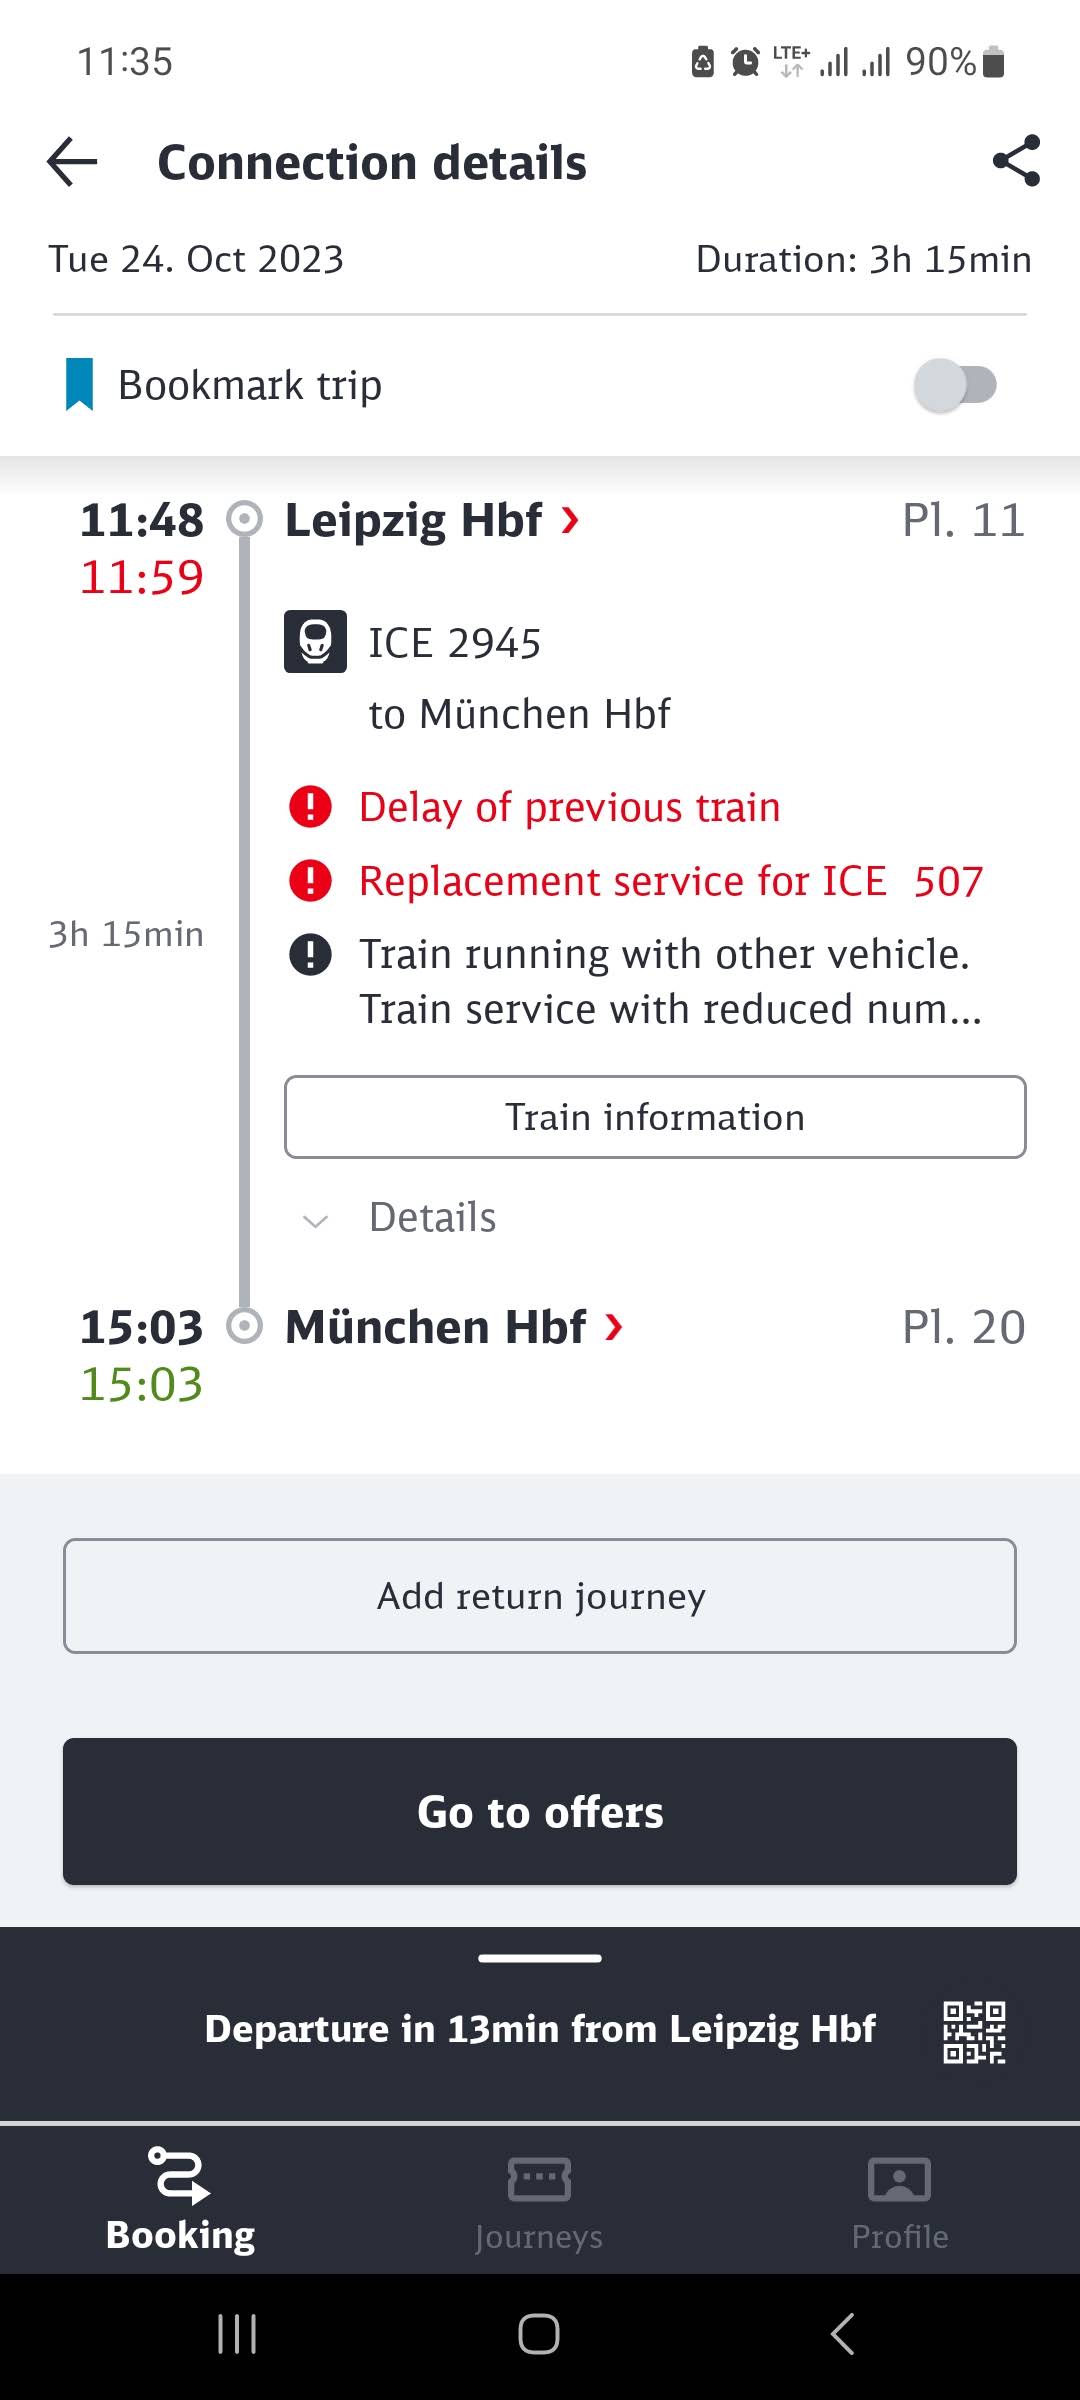 11:35
LTE+
90%
Connection details
Tue 24. Oct 2023
Duration: 3h 15min
Bookmark trip
11:48
Leipzig Hbf
Pl. 11
11:59
ICE 2945
to München Hbf
Delay of previous train
Replacement service for ICE 507
3h 15min
Train running with other vehicle.
Train service with reduced num...
Train information
Details
15:03
München Hbf
Pl. 20
15:03
Add return journey
Go to offers
Departure in 13min from Leipzig Hbf
Booking
Journeys
Profile